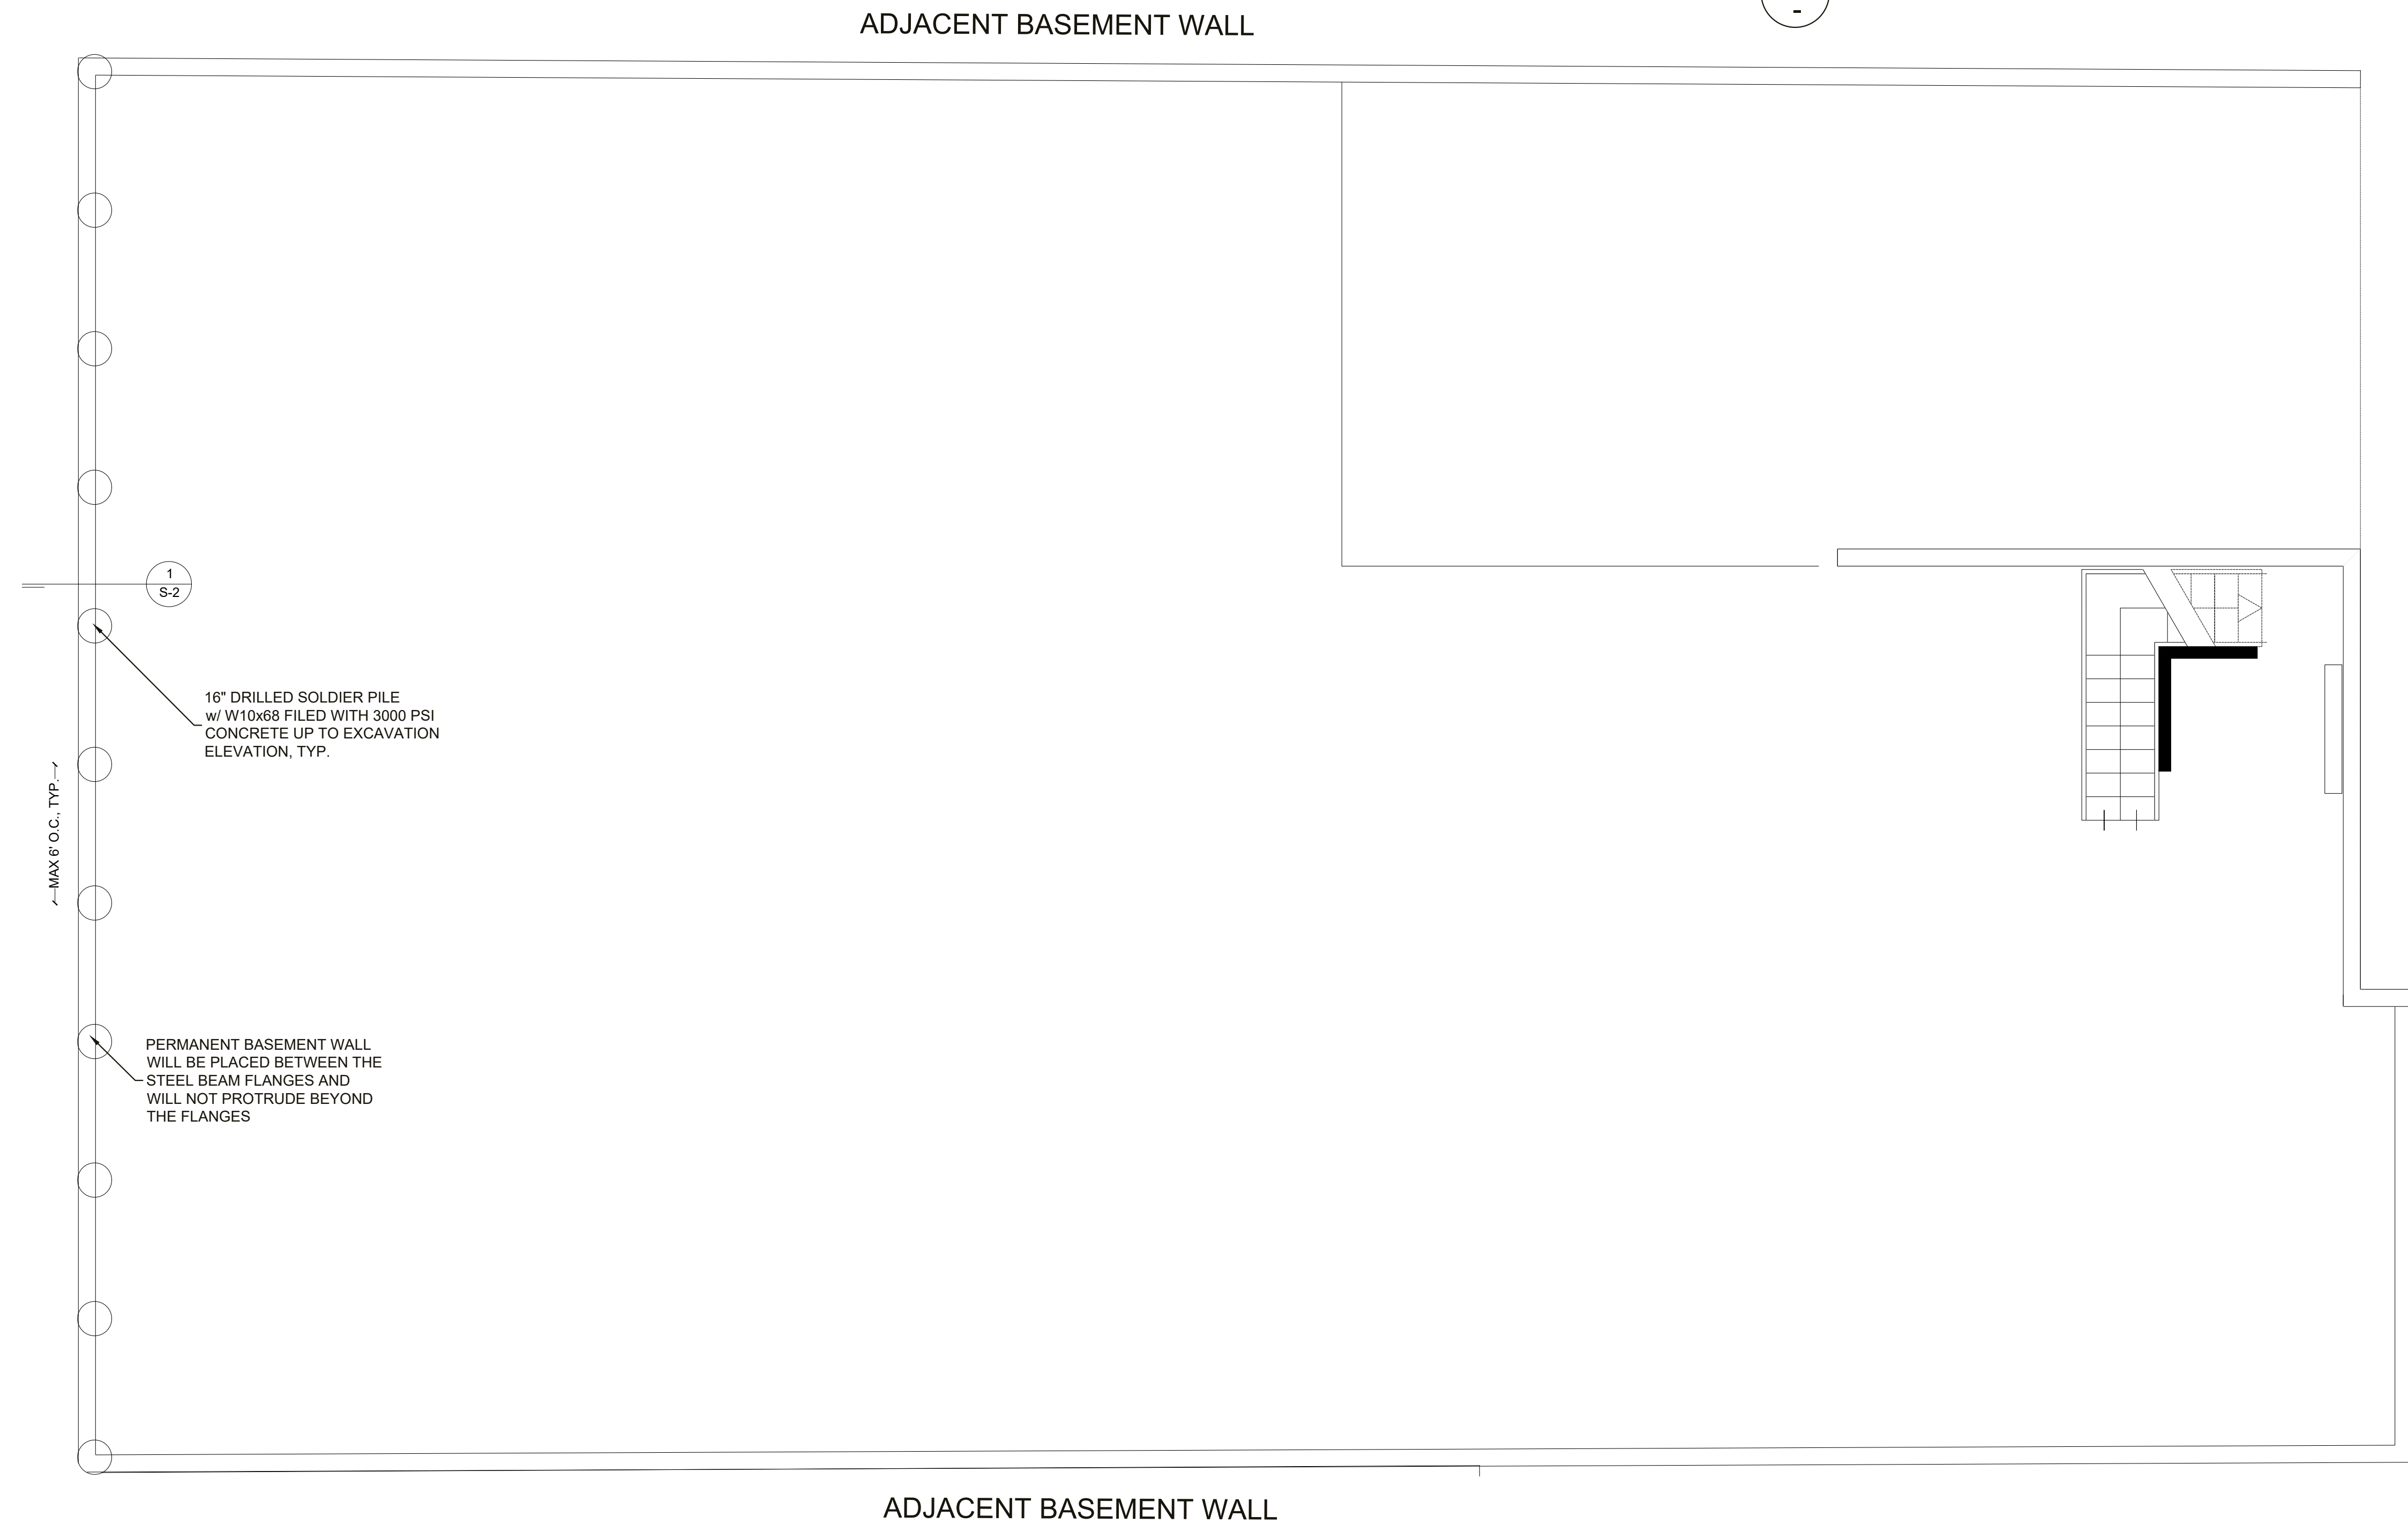 ADJACENT BASEMENT WALL
-
1
S-2
16" DRILLED SOLDIER PILE
w/ W10x68 FILED WITH 3000 PSI
CONCRETE UP TO EXCAVATION
ELEVATION, TYP.
MAX 6' O.C., TYP.
PERMANENT BASEMENT WALL
WILL BE PLACED BETWEEN THE
STEEL BEAM FLANGES AND
WILL NOT PROTRUDE BEYOND
THE FLANGES
ADJACENT BASEMENT WALL